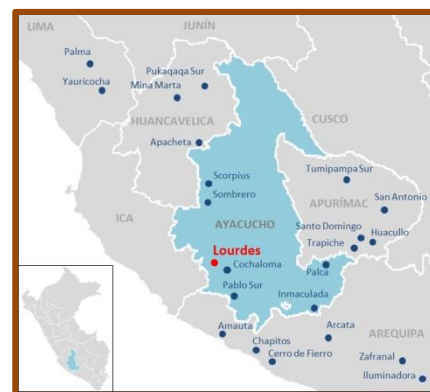 LIMA
JUNÍN
Palma
Pukaqaqa Sur
Yauricocha
Mina Marta
CUSCO
HUANCAVELICA
Apacheta
Tumipampa Sur
Scorpius
APURÍMAC
Sombrero
San Antonio
ICA
AYACUCHO
Santo Domingo
Huacullo
Trapiche
Lourdes
Cochaloma
Palca
Pablo Sur
Inmaculada
Amauta
Arcata
AREQUIPA
Chapitos
Cerro de Fierro
Zafranal
Iluminadora